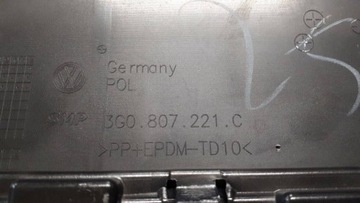 Germany
POL
3G0.807.221.C
>PP+EPDM-TD10<